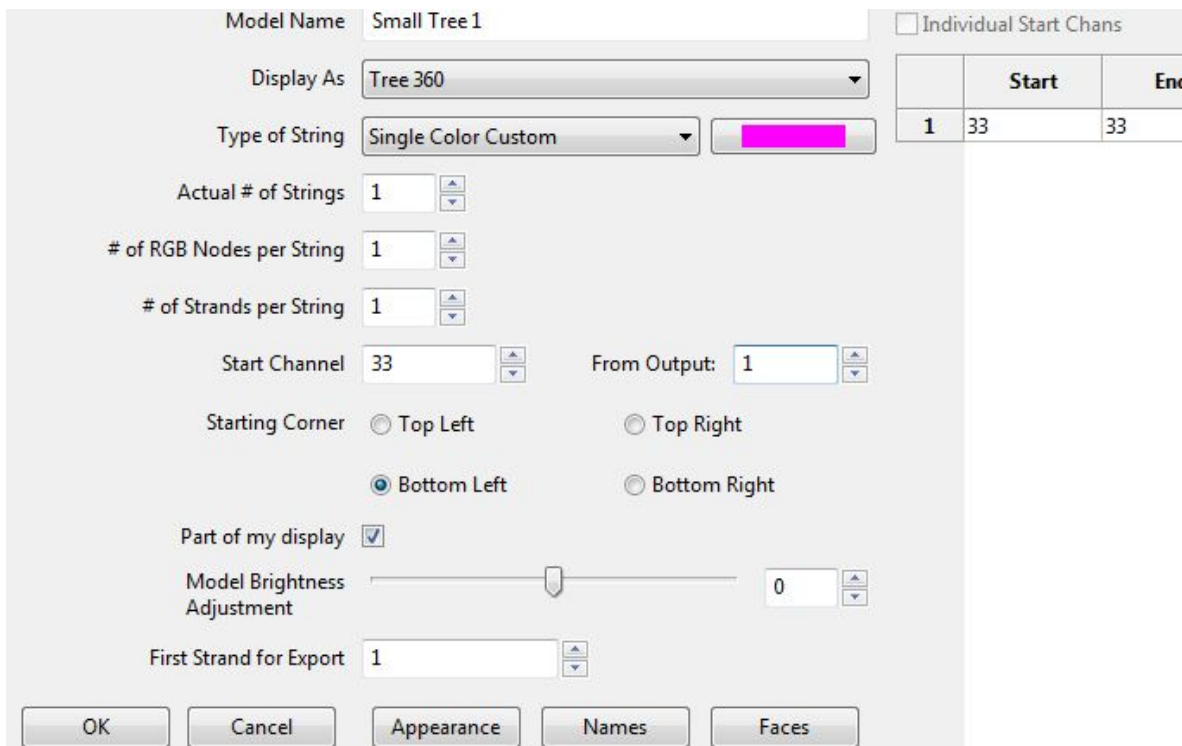 Model Name Small Tree 1
Individual Start Chans
Display As Tree 360
Start End
Type of String Single Color Custom
1 33 33
Actual # of Strings 1
# of RGB Nodes per String 1
# of Strands per String 1
Start Channel 33 From Output: 1
Starting Corner Top Left Top Right
Bottom Left Bottom Right
Part of my display
Model Brightness
Adjustment
0
First Strand for Export 1
OK Cancel Appearance Names Faces